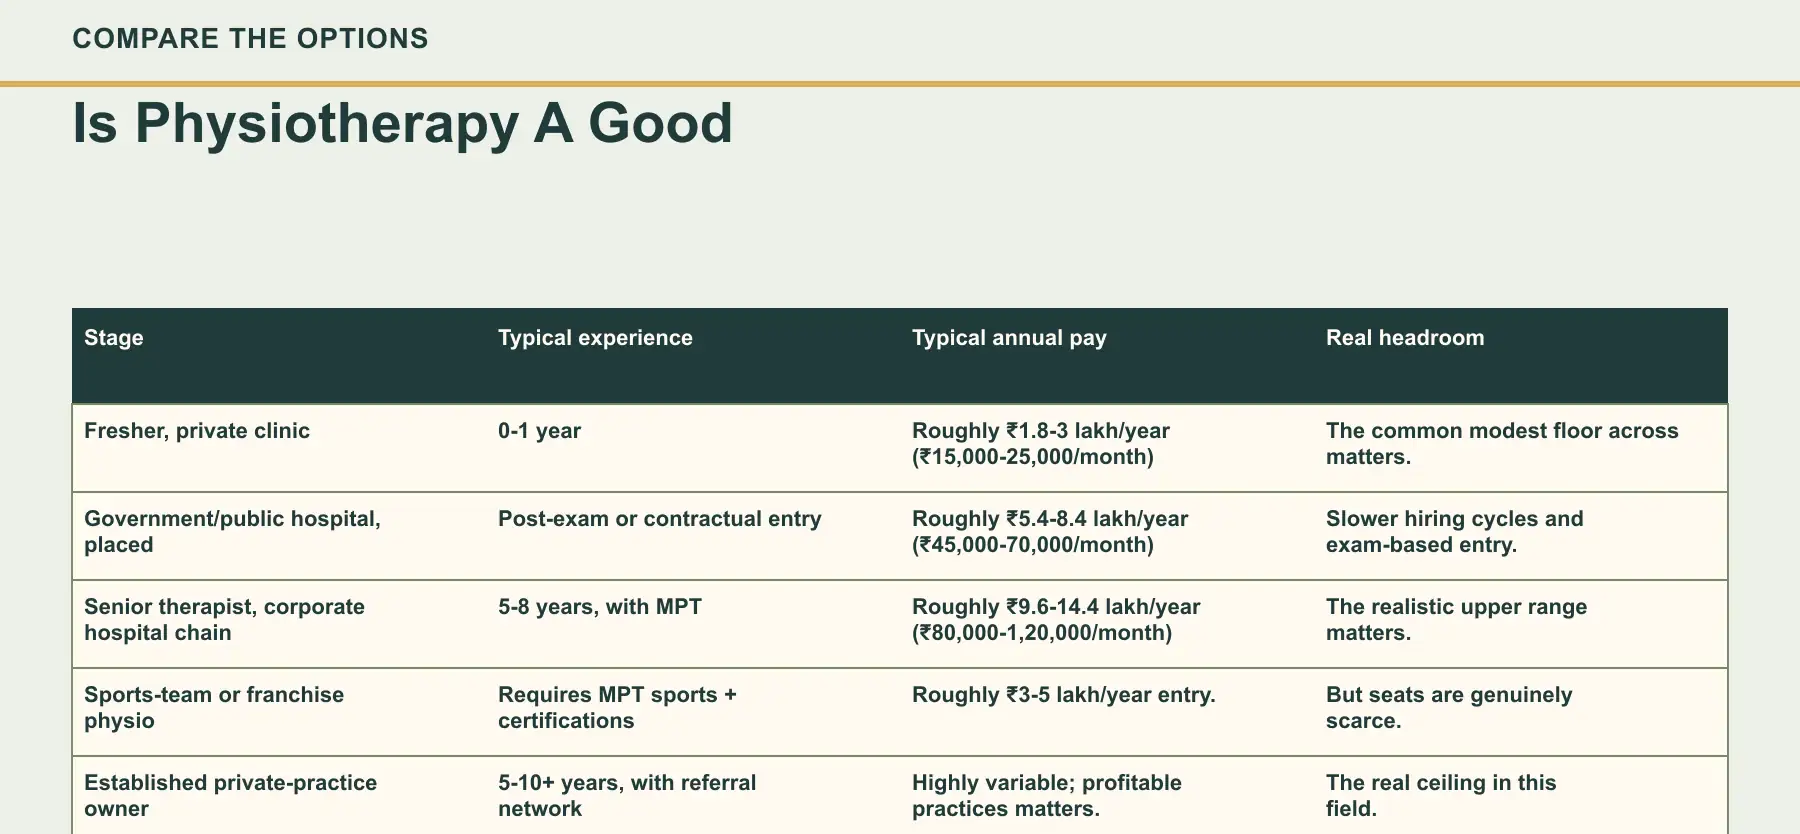 COMPARE THE OPTIONS
Is Physiotherapy A Good
Stage
Typical experience
Typical annual pay
Real headroom
Fresher, private clinic
0-1 year
Roughly ₹1.8-3 lakh/year
(₹15,000-25,000/month)
The common modest floor across
matters.
Government/public hospital,
placed
Post-exam or contractual entry
Roughly ₹5.4-8.4 lakh/year
(₹45,000-70,000/month)
Slower hiring cycles and
exam-based entry.
Senior therapist, corporate
hospital chain
5-8 years, with MPT
Roughly ₹9.6-14.4 lakh/year
(₹80,000-1,20,000/month)
The realistic upper range
matters.
Sports-team or franchise
physio
Requires MPT sports +
certifications
Roughly ₹3-5 lakh/year entry.
But seats are genuinely
scarce.
Established private-practice
owner
5-10+ years, with referral
network
Highly variable; profitable
practices matters.
The real ceiling in this
field.